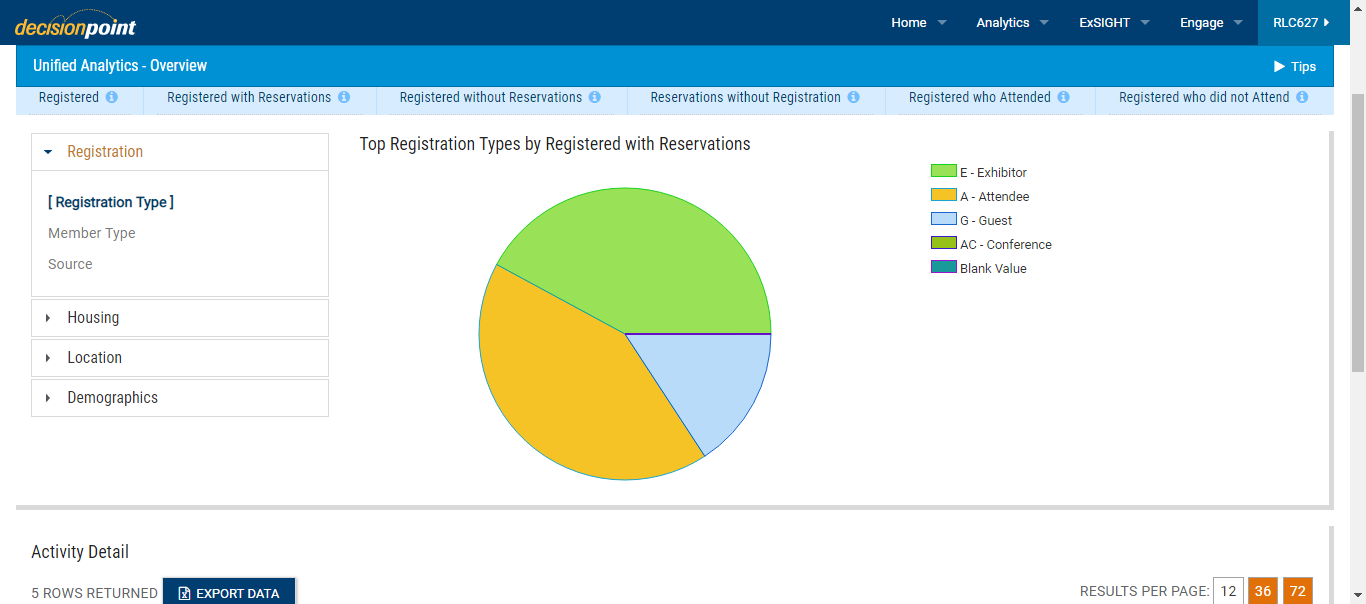 decisionpoint
Home Analytics ExSIGHT Engage RLC627
Unified Analytics - Overview
Tips
Registered Registered with Reservations Registered without Reservations Reservations without Registration Registered who Attended Registered who did not Attend
Registration
[ Registration Type ]
Member Type
Source
Housing
Location
Demographics
Top Registration Types by Registered with Reservations
E - Exhibitor
A - Attendee
G - Guest
AC - Conference
Blank Value
Activity Detail
5 ROWS RETURNED EXPORT DATA
RESULTS PER PAGE: 12 36 72